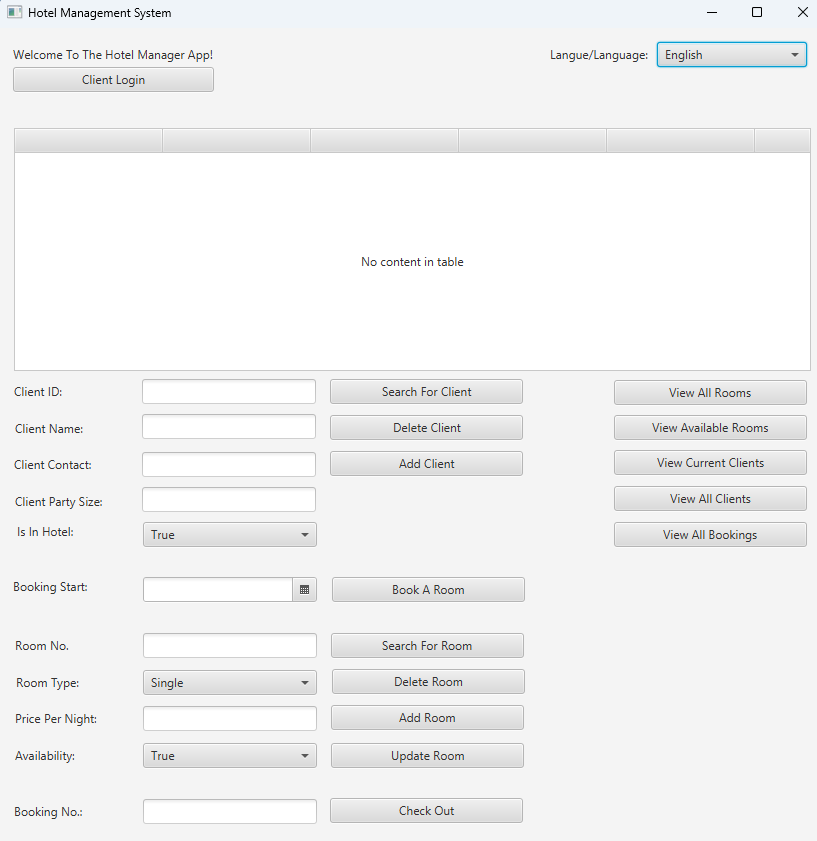 Hotel Management System
Welcome To The Hotel Manager App!
Langue/Language: English
Client Login
No content in table
Client ID: Search For Client View All Rooms
Client Name: Delete Client View Available Rooms
Client Contact: Add Client View Current Clients
Client Party Size: View All Clients
Is In Hotel: True View All Bookings
Booking Start: Book A Room
Room No. Search For Room
Room Type: Single Delete Room
Price Per Night: Add Room
Availability: True Update Room
Booking No.: Check Out